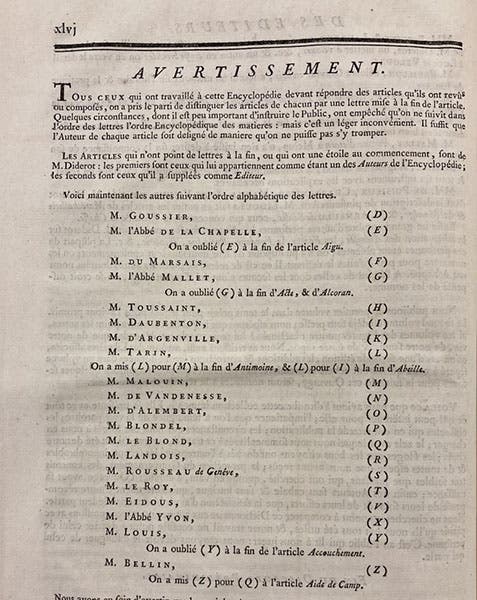 xlvj
AVERTISSEMENT.
TOUS CEUX qui ont travaillé à cette Encyclopédie devant répondre des articles qu'ils ont revûs
ou composés, on a pris le parti de distinguer les articles de chacun par une lettre mise à la fin de l'article.
Quelques circonstances, dont il est peu important d'instruire le Public, ont empêché qu'on ne suivît dans
l'ordre des lettres l'ordre Encyclopédique des matieres : mais c'est un léger inconvénient. Il suffit que
l'Auteur de chaque article soit désigné de maniere qu'on ne puisse pas s'y tromper.
LES ARTICLES qui n'ont point de lettres à la fin, ou qui ont une étoile au commencement, sont de
M. Diderot : les premiers sont ceux qui lui appartiennent comme étant un des Auteurs de l'Encyclopédie ;
les seconds sont ceux qu'il a suppléés comme Editeur.
Voici maintenant les autres suivant l'ordre alphabétique des lettres.
M. GOUSSIER, (D)
M. l'Abbé DE LA CHAPELLE, (E)
On a oublié (E) à la fin de l'article Aigu.
M. DU MARSAIS, (F)
M. l'Abbé MALLET, (G)
On a oublié (G) à la fin d'Acte, & d'Alcoran.
M. TOUSSAINT, (H)
M. DAUBENTON, (I)
M. D'ARGENVILLE, (K)
M. TARIN, (L)
On a mis (L) pour (M) à la fin d'Antimoine, & (L) pour (I) à la fin d'Abeille.
M. MALOUIN, (M)
M. DE VANDENESSE, (N)
M. D'ALEMBERT, (O)
M. BLONDEL, (P)
M. LE BLOND, (Q)
M. LANDOIS, (R)
M. ROUSSEAU de Genève, (S)
M. LE ROY, (T)
M. EIDOUS, (V)
M. l'Abbé YVON, (X)
M. LOUIS, (Y)
On a oublié (Y) à la fin de l'article Accouchement.
M. BELLIN, (Z)
On a mis (Z) pour (Q) à l'article Aide de Camp.